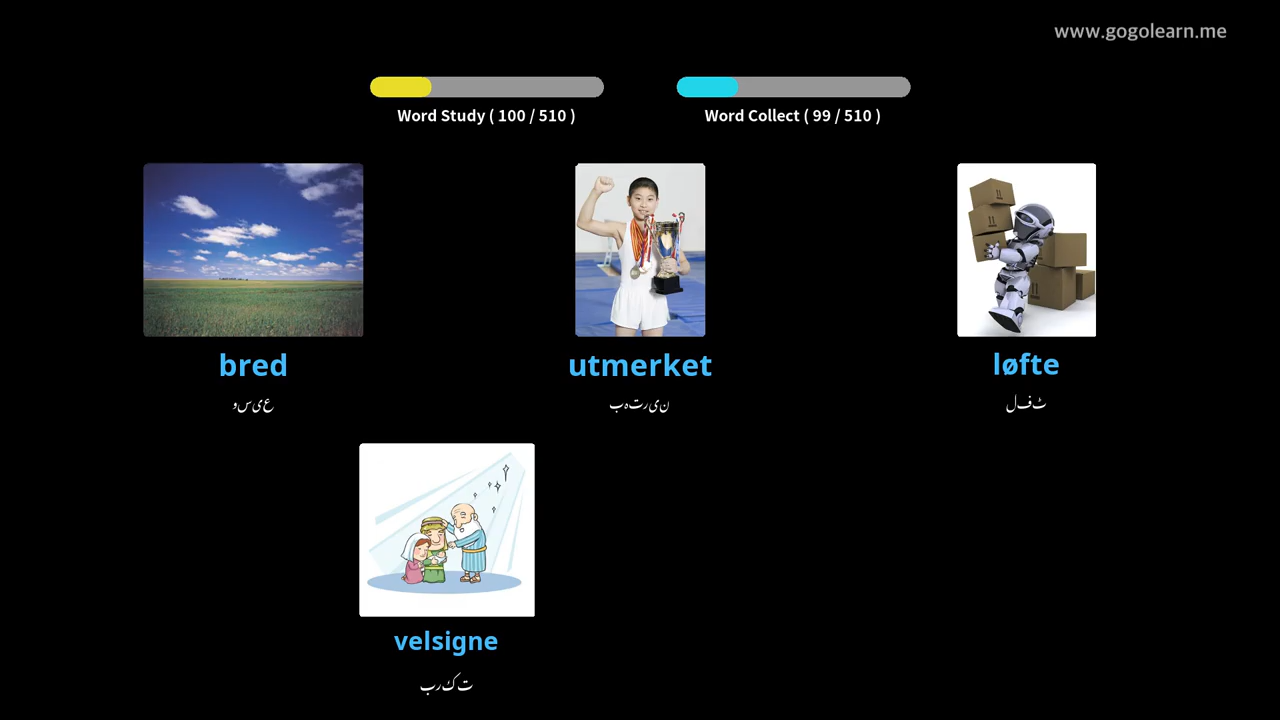 www.gogolearn.me
Word Study ( 100 / 510 )
Word Collect ( 99 / 510 )
bred
utmerket
løfte
وسیع
بہترین
لفٹ
velsigne
برکت